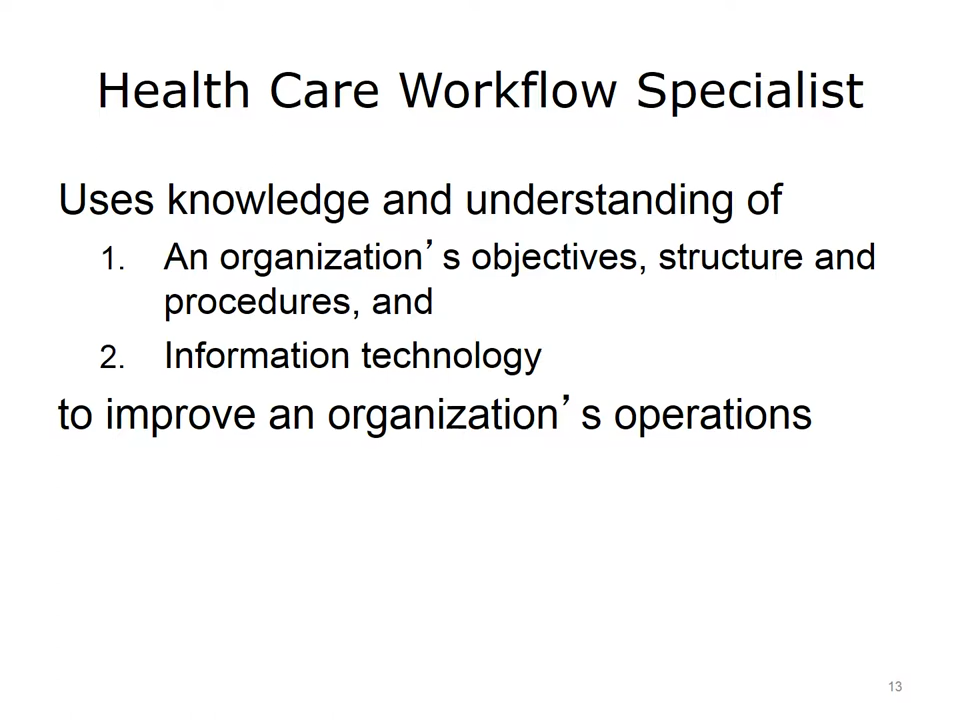 Health Care Workflow Specialist
Uses knowledge and understanding of
1. An organization’s objectives, structure and
procedures, and
2. Information technology
to improve an organization’s operations
13